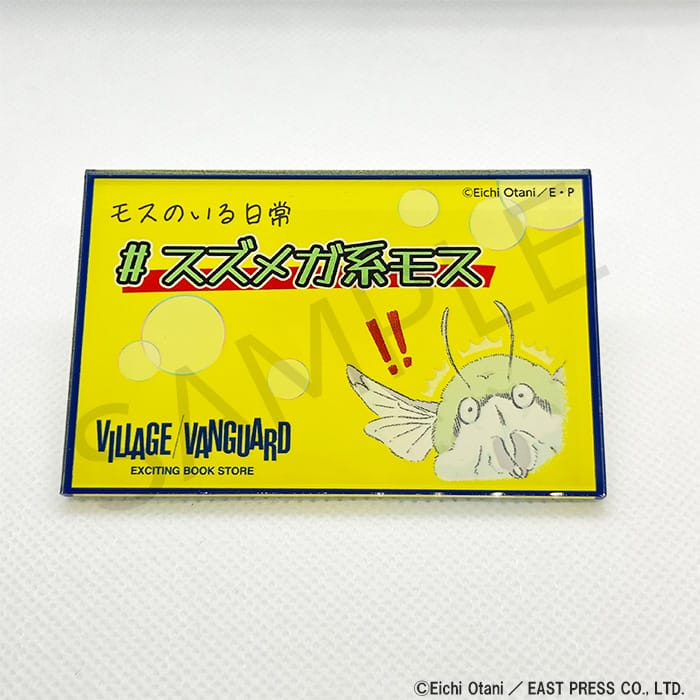 ©Eichi Otani／E・P
モスのいる日常
#スズメガ系モス
!!
VILLAGE/VANGUARD
EXCITING BOOK STORE
SAMPLE
©Eichi Otani／EAST PRESS CO., LTD.